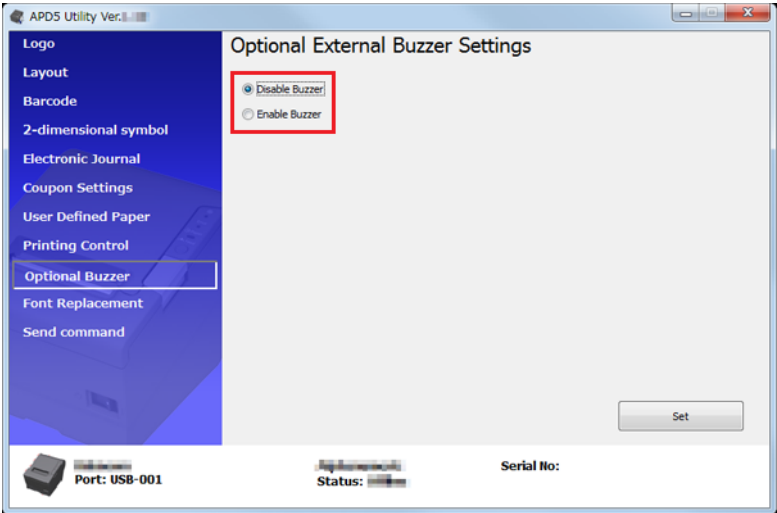 APD5 Utility Ver.
Logo
Layout
Barcode
2-dimensional symbol
Electronic Journal
Coupon Settings
User Defined Paper
Printing Control
Optional Buzzer
Font Replacement
Send command
Optional External Buzzer Settings
Disable Buzzer
Enable Buzzer
Set
Port: USB-001
Status:
Serial No: